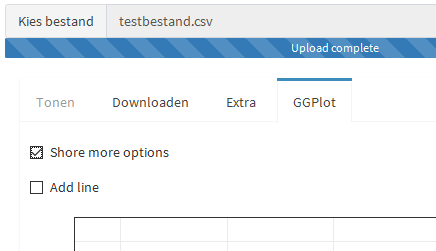 Kies bestand testbestand.csv
Upload complete
Tonen Downloaden Extra GGPlot
Shore more options
Add line